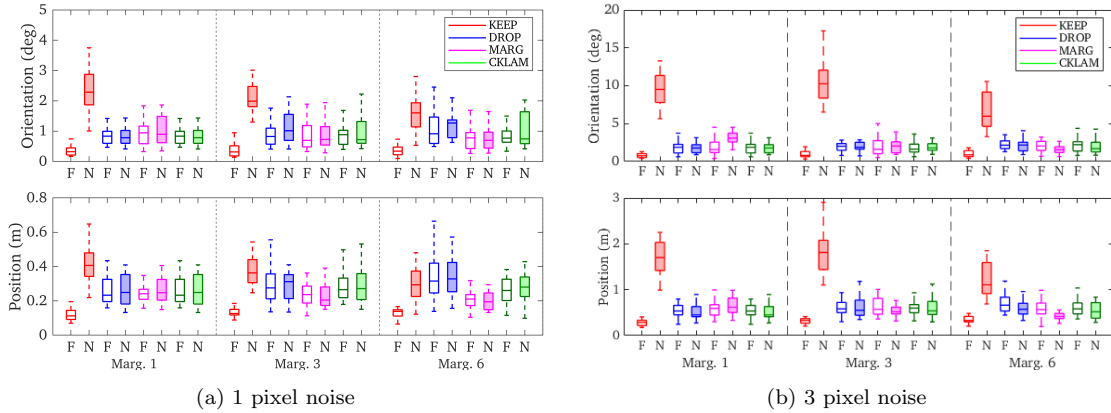 Orientation (deg)
5
4
3
2
1
0
KEEP
DROP
MARG
CKLAM
F N F N F N F N F N F N F N F N F N F N F N F N
Position (m)
0.8
0.6
0.4
0.2
0.0
F N F N F N F N F N F N F N F N F N F N F N F N
Marg. 1 Marg. 3 Marg. 6
(a) 1 pixel noise
Orientation (deg)
20
15
10
5
0
KEEP
DROP
MARG
CKLAM
F N F N F N F N F N F N F N F N F N F N F N F N
Position (m)
3
2
1
0
F N F N F N F N F N F N F N F N F N F N F N F N
Marg. 1 Marg. 3 Marg. 6
(b) 3 pixel noise